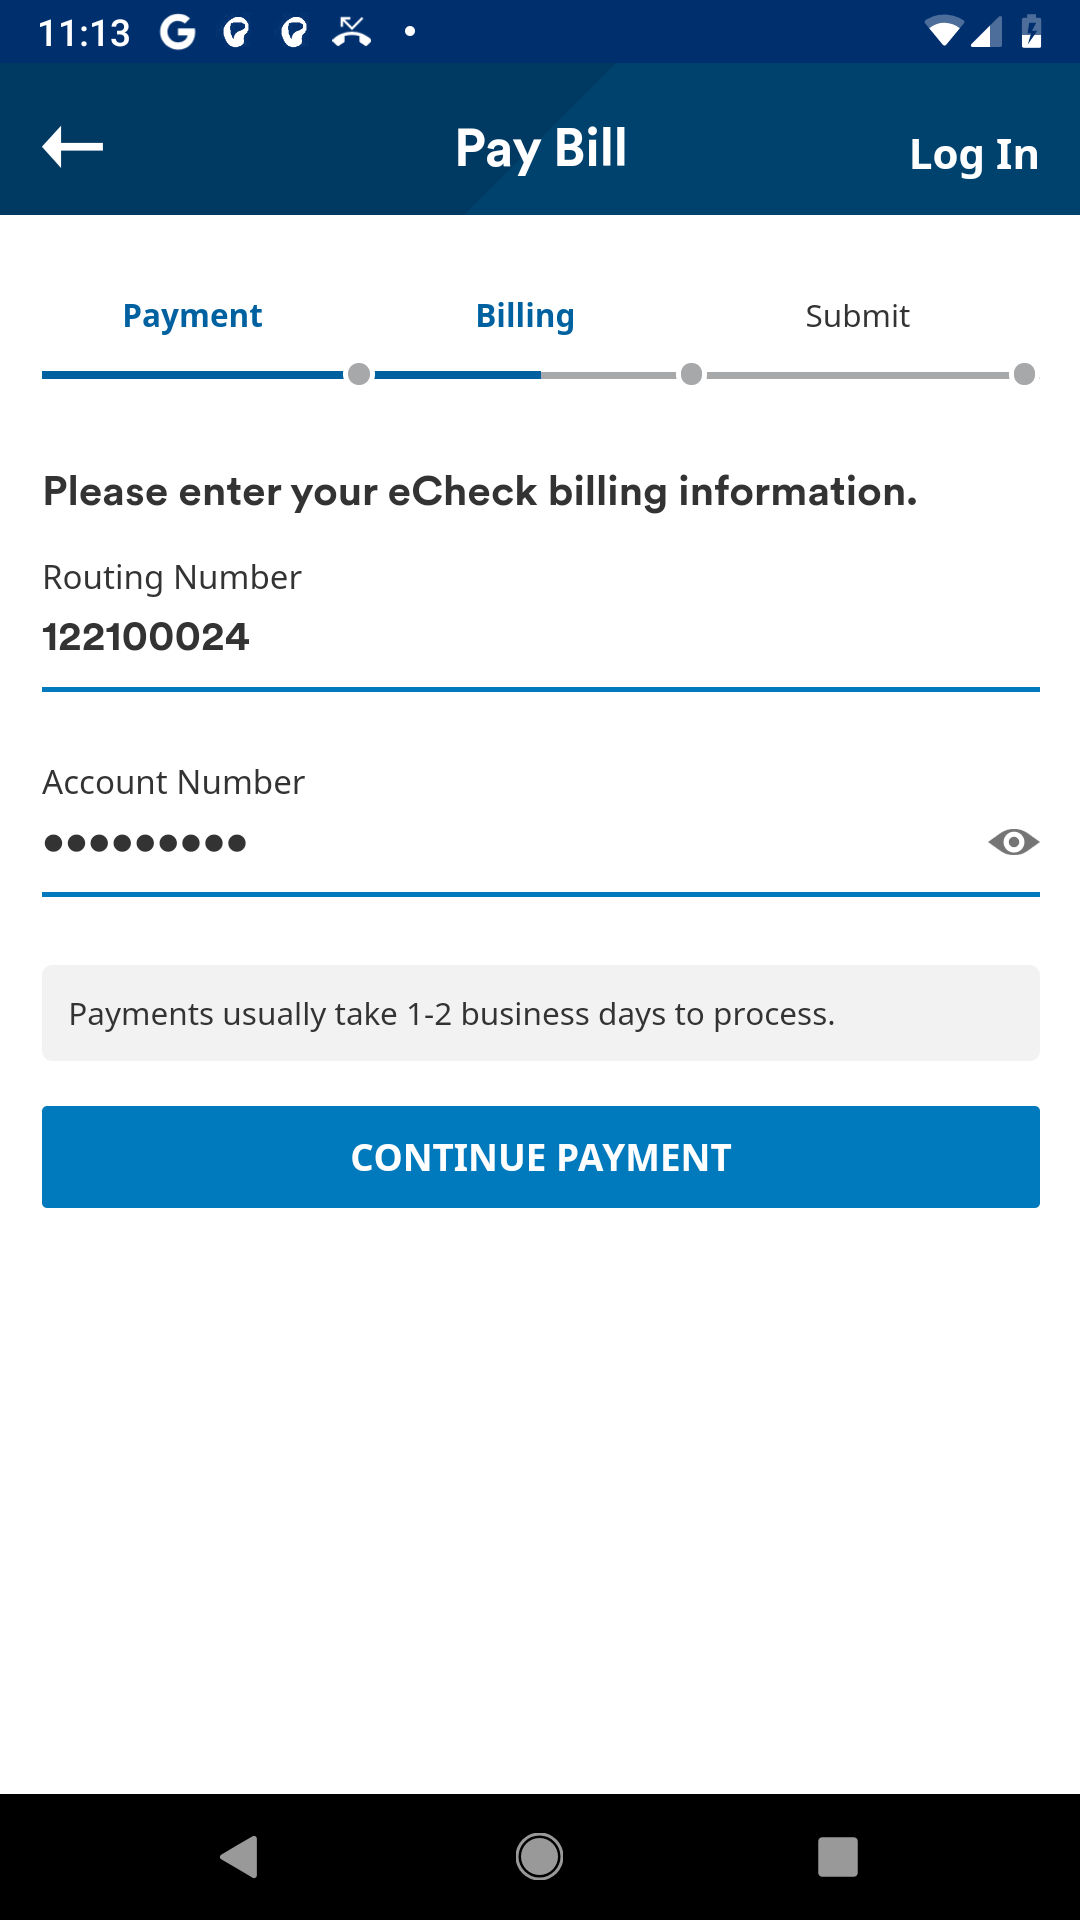 11:13
Pay Bill
Log In
Payment
Billing
Submit
Please enter your eCheck billing information.
Routing Number
122100024
Account Number
•••••••••
Payments usually take 1-2 business days to process.
CONTINUE PAYMENT